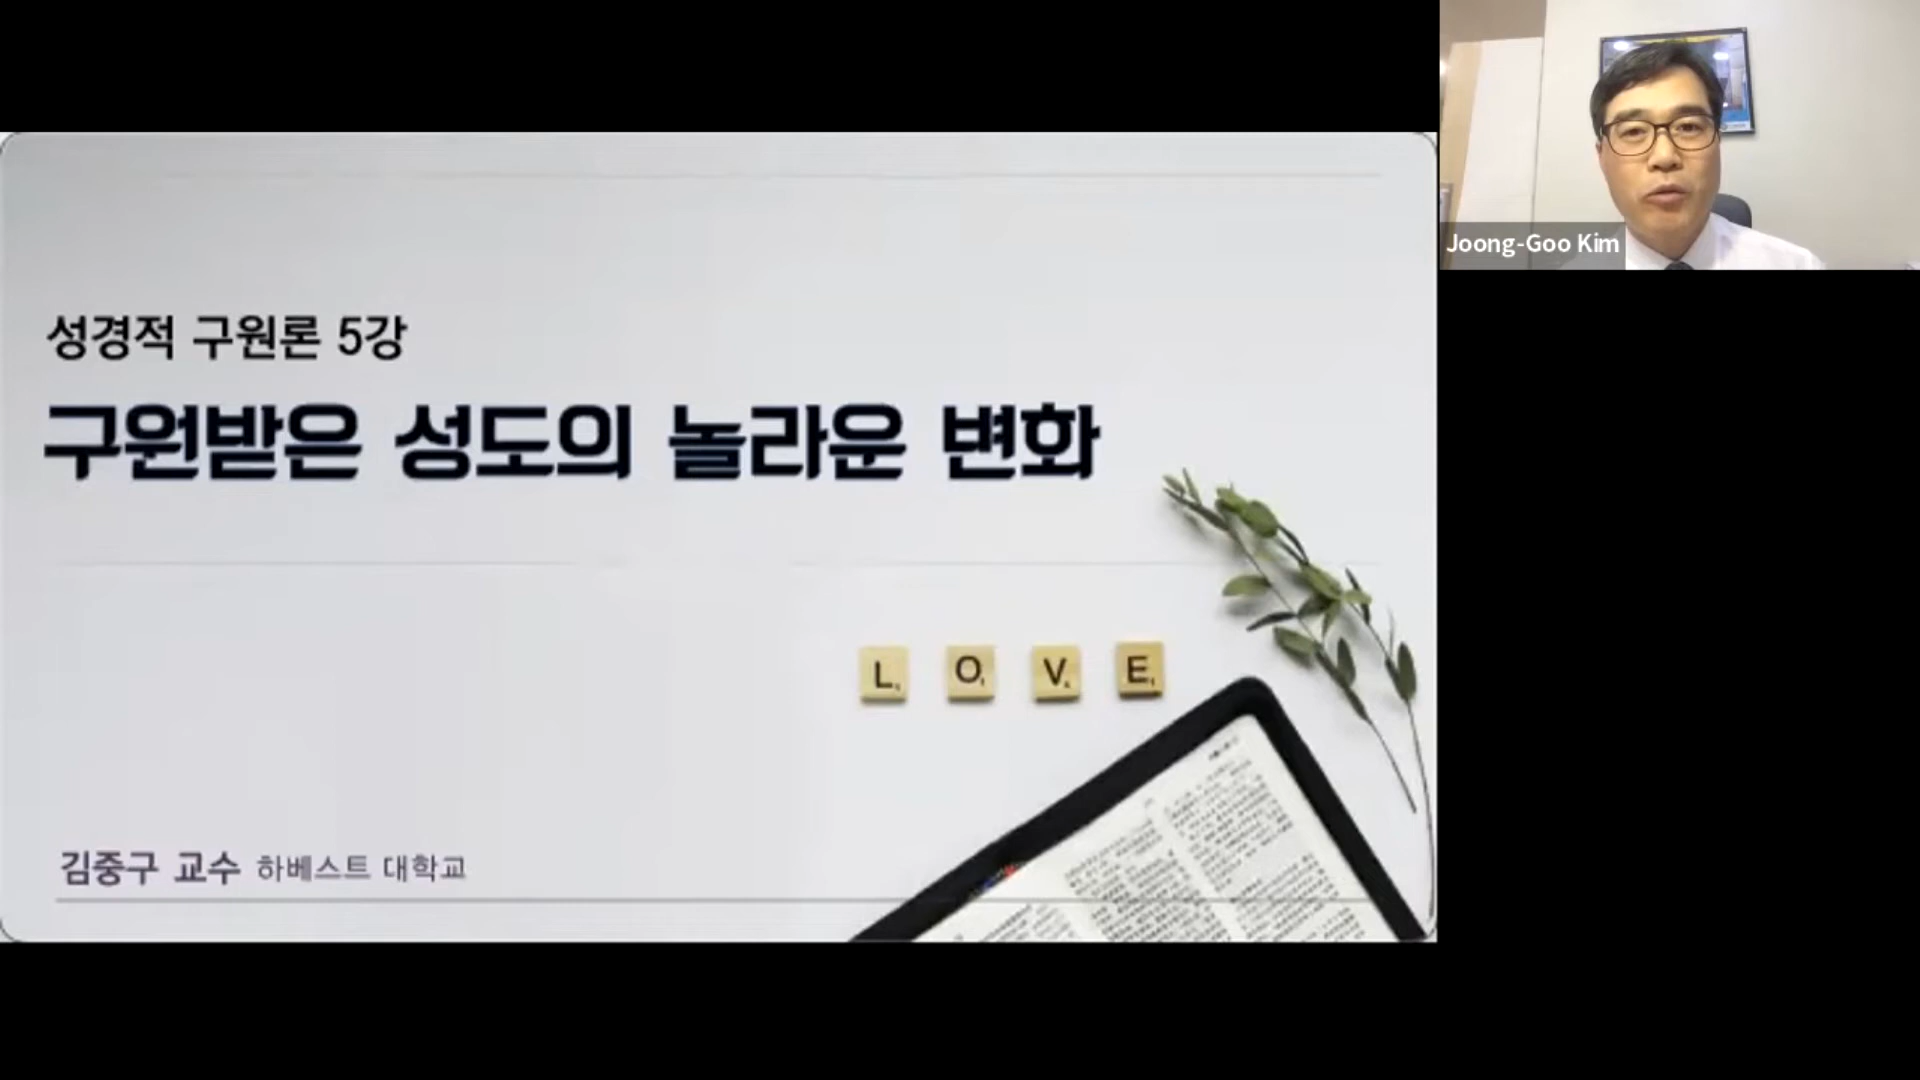 성경적 구원론 5강
구원받은 성도의 놀라운 변화
L O V E
김중구 교수 하베스트 대학교
Joong-Goo Kim